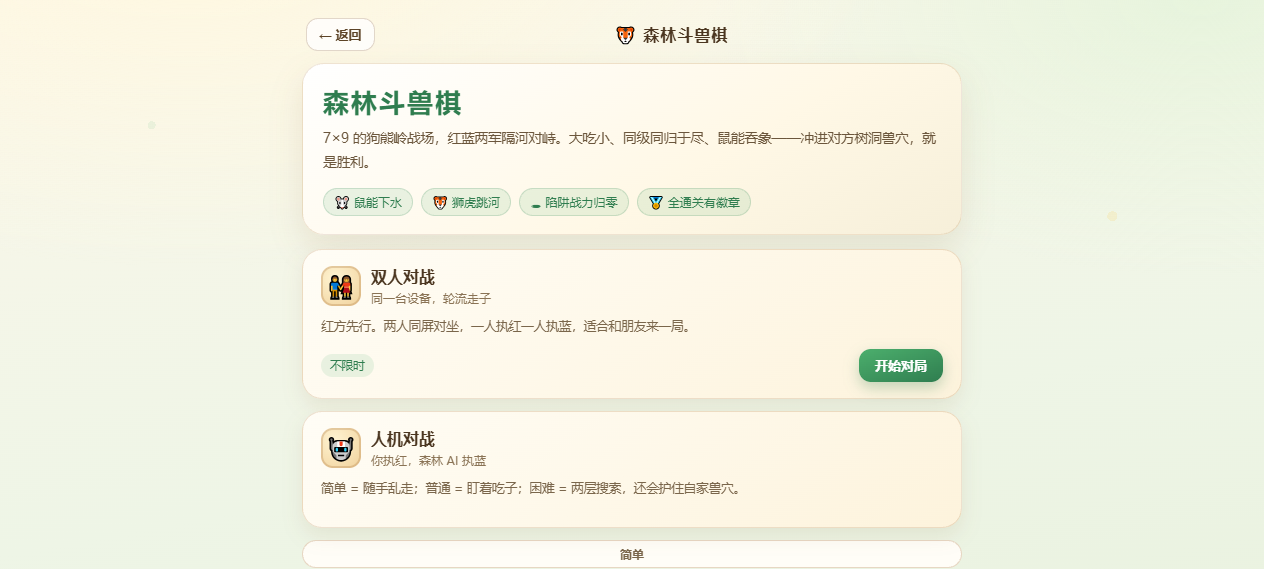 ← 返回
森林斗兽棋
森林斗兽棋
7×9 的狗熊岭战场，红蓝两军隔河对峙。大吃小、同级同归于尽、鼠能吞象——冲进对方树洞兽穴，就
是胜利。
鼠能下水
狮虎跳河
陷阱战力归零
全通关有徽章
双人对战
同一台设备，轮流走子
红方先行。两人同屏对坐，一人执红一人执蓝，适合和朋友来一局。
不限时
开始对局
人机对战
你执红，森林 AI 执蓝
简单 = 随手乱走；普通 = 盯着吃子；困难 = 两层搜索，还会护住自家兽穴。
简单